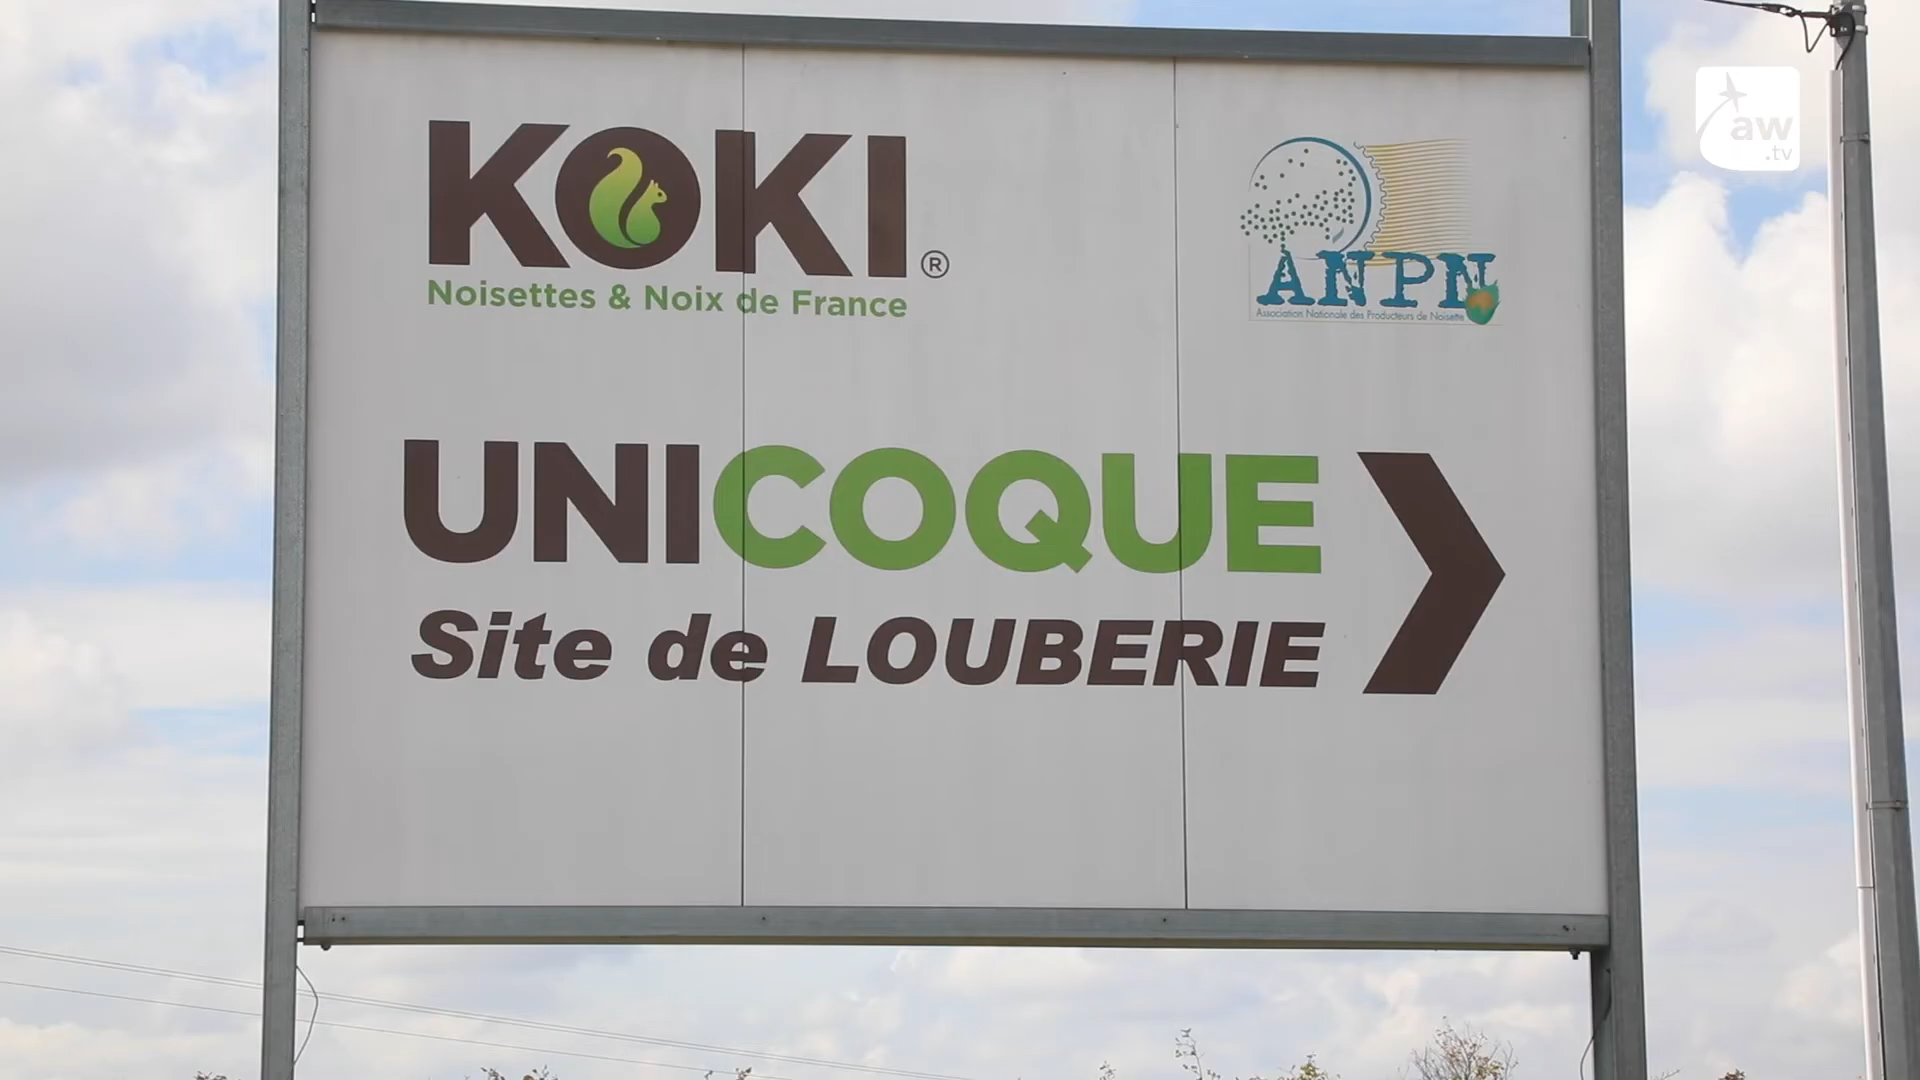 KOKI®
Noisettes & Noix de France
ANPN
Association Nationale des Producteurs de Noisette
UNICOQUE
Site de LOUBERIE
aw
.tv